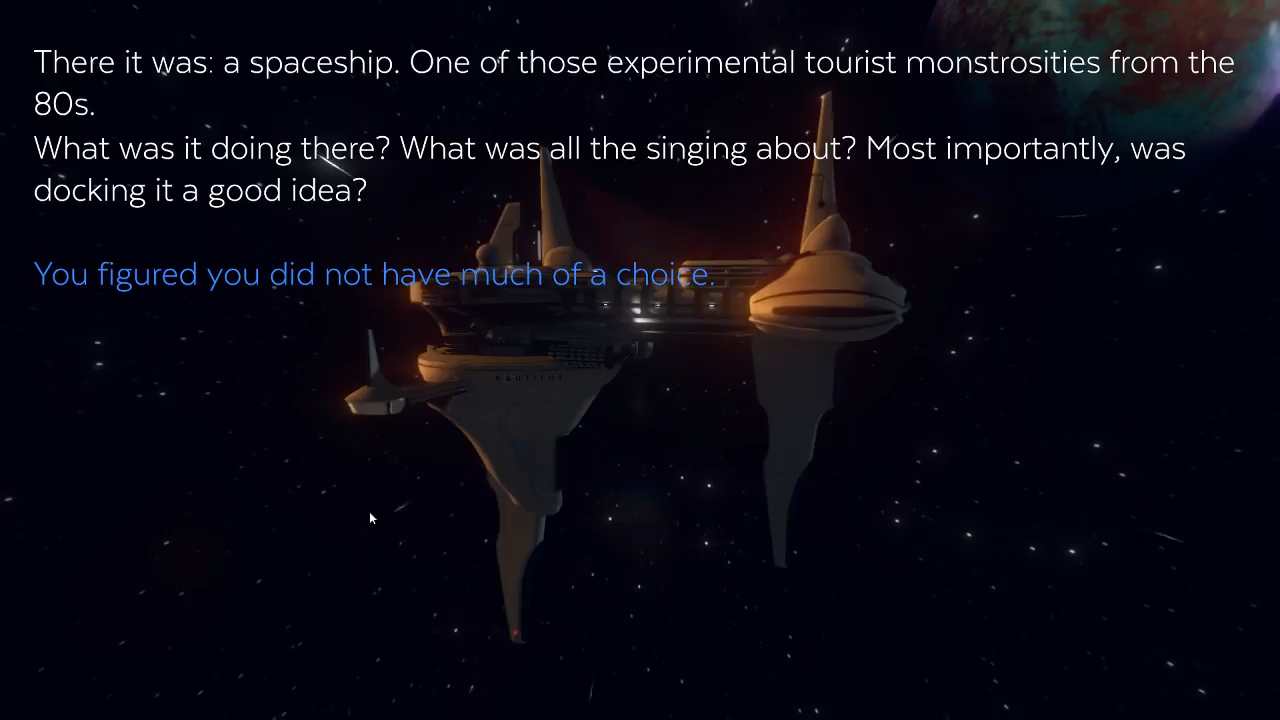 There it was: a spaceship. One of those experimental tourist monstrosities from the
80s.
What was it doing there? What was all the singing about? Most importantly, was
docking it a good idea?
You figured you did not have much of a choice.
NAUTILUS